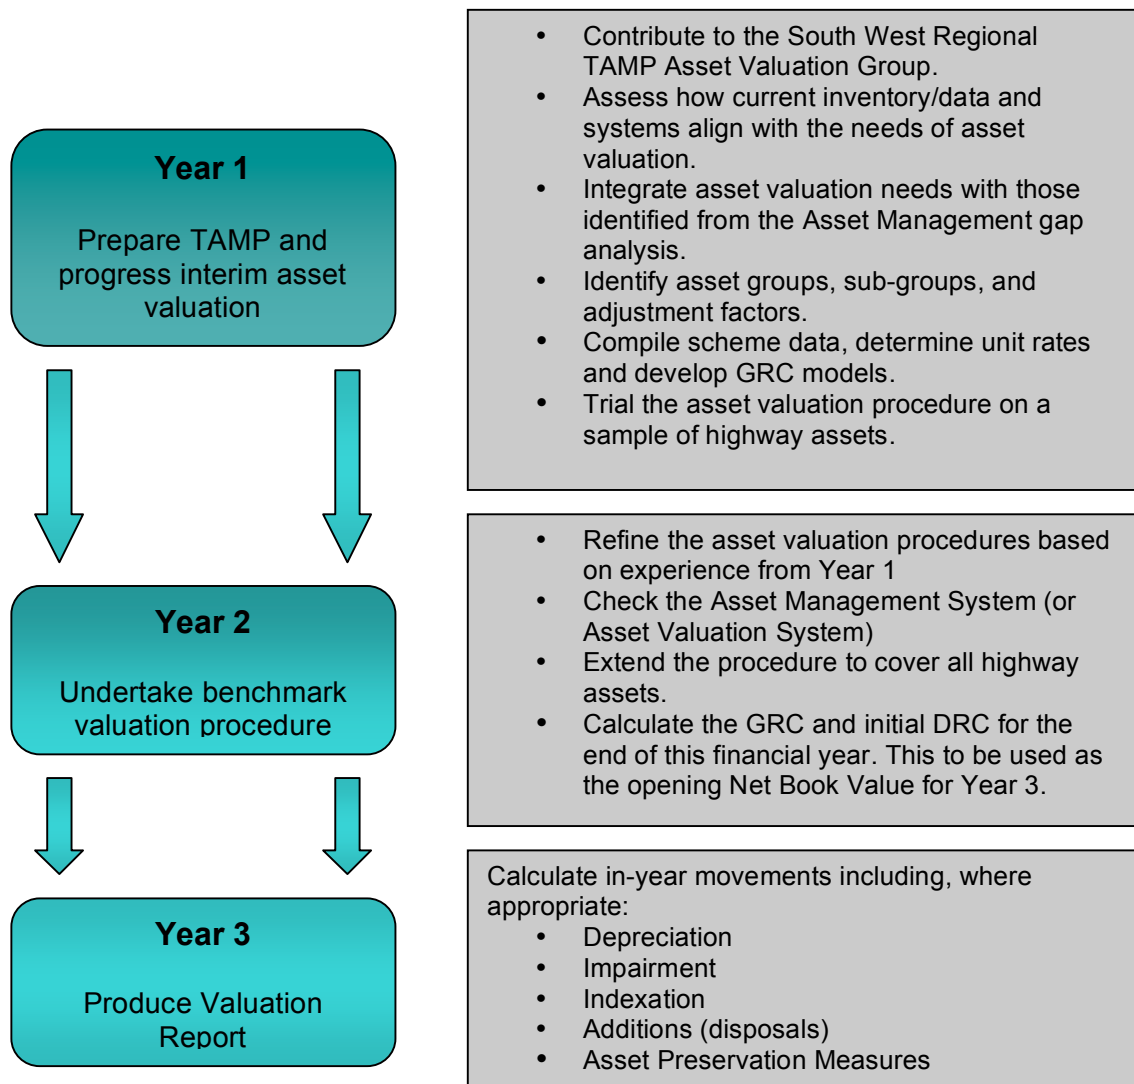 Year 1
Prepare TAMP and
progress interim asset
valuation
• Contribute to the South West Regional
TAMP Asset Valuation Group.
• Assess how current inventory/data and
systems align with the needs of asset
valuation.
• Integrate asset valuation needs with those
identified from the Asset Management gap
analysis.
• Identify asset groups, sub-groups, and
adjustment factors.
• Compile scheme data, determine unit rates
and develop GRC models.
• Trial the asset valuation procedure on a
sample of highway assets.
Year 2
Undertake benchmark
valuation procedure
• Refine the asset valuation procedures based
on experience from Year 1
• Check the Asset Management System (or
Asset Valuation System)
• Extend the procedure to cover all highway
assets.
• Calculate the GRC and initial DRC for the
end of this financial year. This to be used as
the opening Net Book Value for Year 3.
Year 3
Produce Valuation
Report
Calculate in-year movements including, where
appropriate:
• Depreciation
• Impairment
• Indexation
• Additions (disposals)
• Asset Preservation Measures